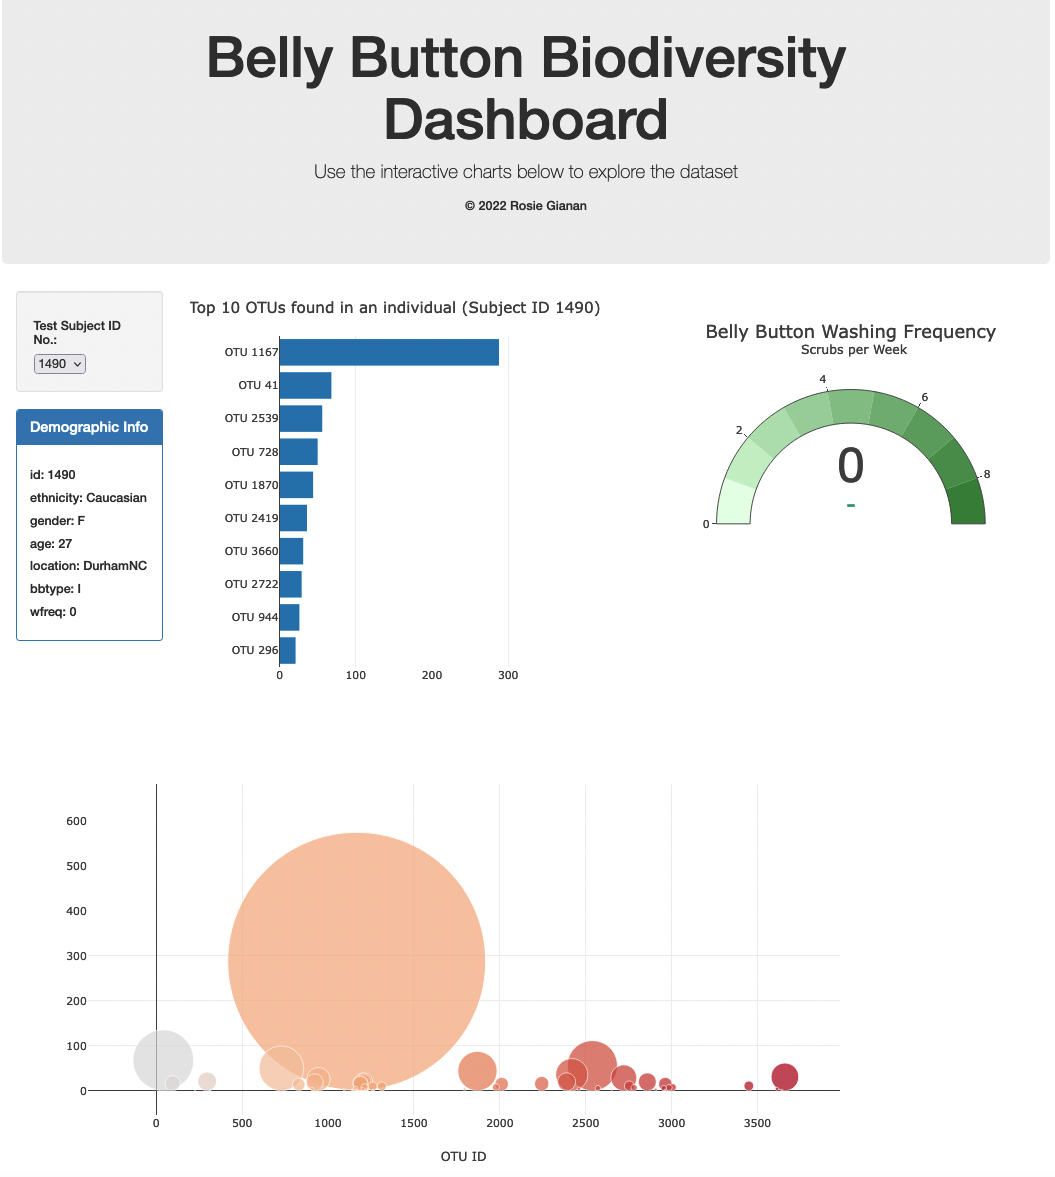 Belly Button Biodiversity
Dashboard
Use the interactive charts below to explore the dataset
© 2022 Rosie Gianan
Test Subject ID
No.:
1490
Demographic Info
id: 1490
ethnicity: Caucasian
gender: F
age: 27
location: DurhamNC
bbtype: I
wfreq: 0
Top 10 OTUs found in an individual (Subject ID 1490)
OTU 1167
OTU 41
OTU 2539
OTU 728
OTU 1870
OTU 2419
OTU 3660
OTU 2722
OTU 944
OTU 296
0 100 200 300
Belly Button Washing Frequency
Scrubs per Week
0
2
4
6
8
0
-
600
500
400
300
200
100
0
0 500 1000 1500 2000 2500 3000 3500
OTU ID